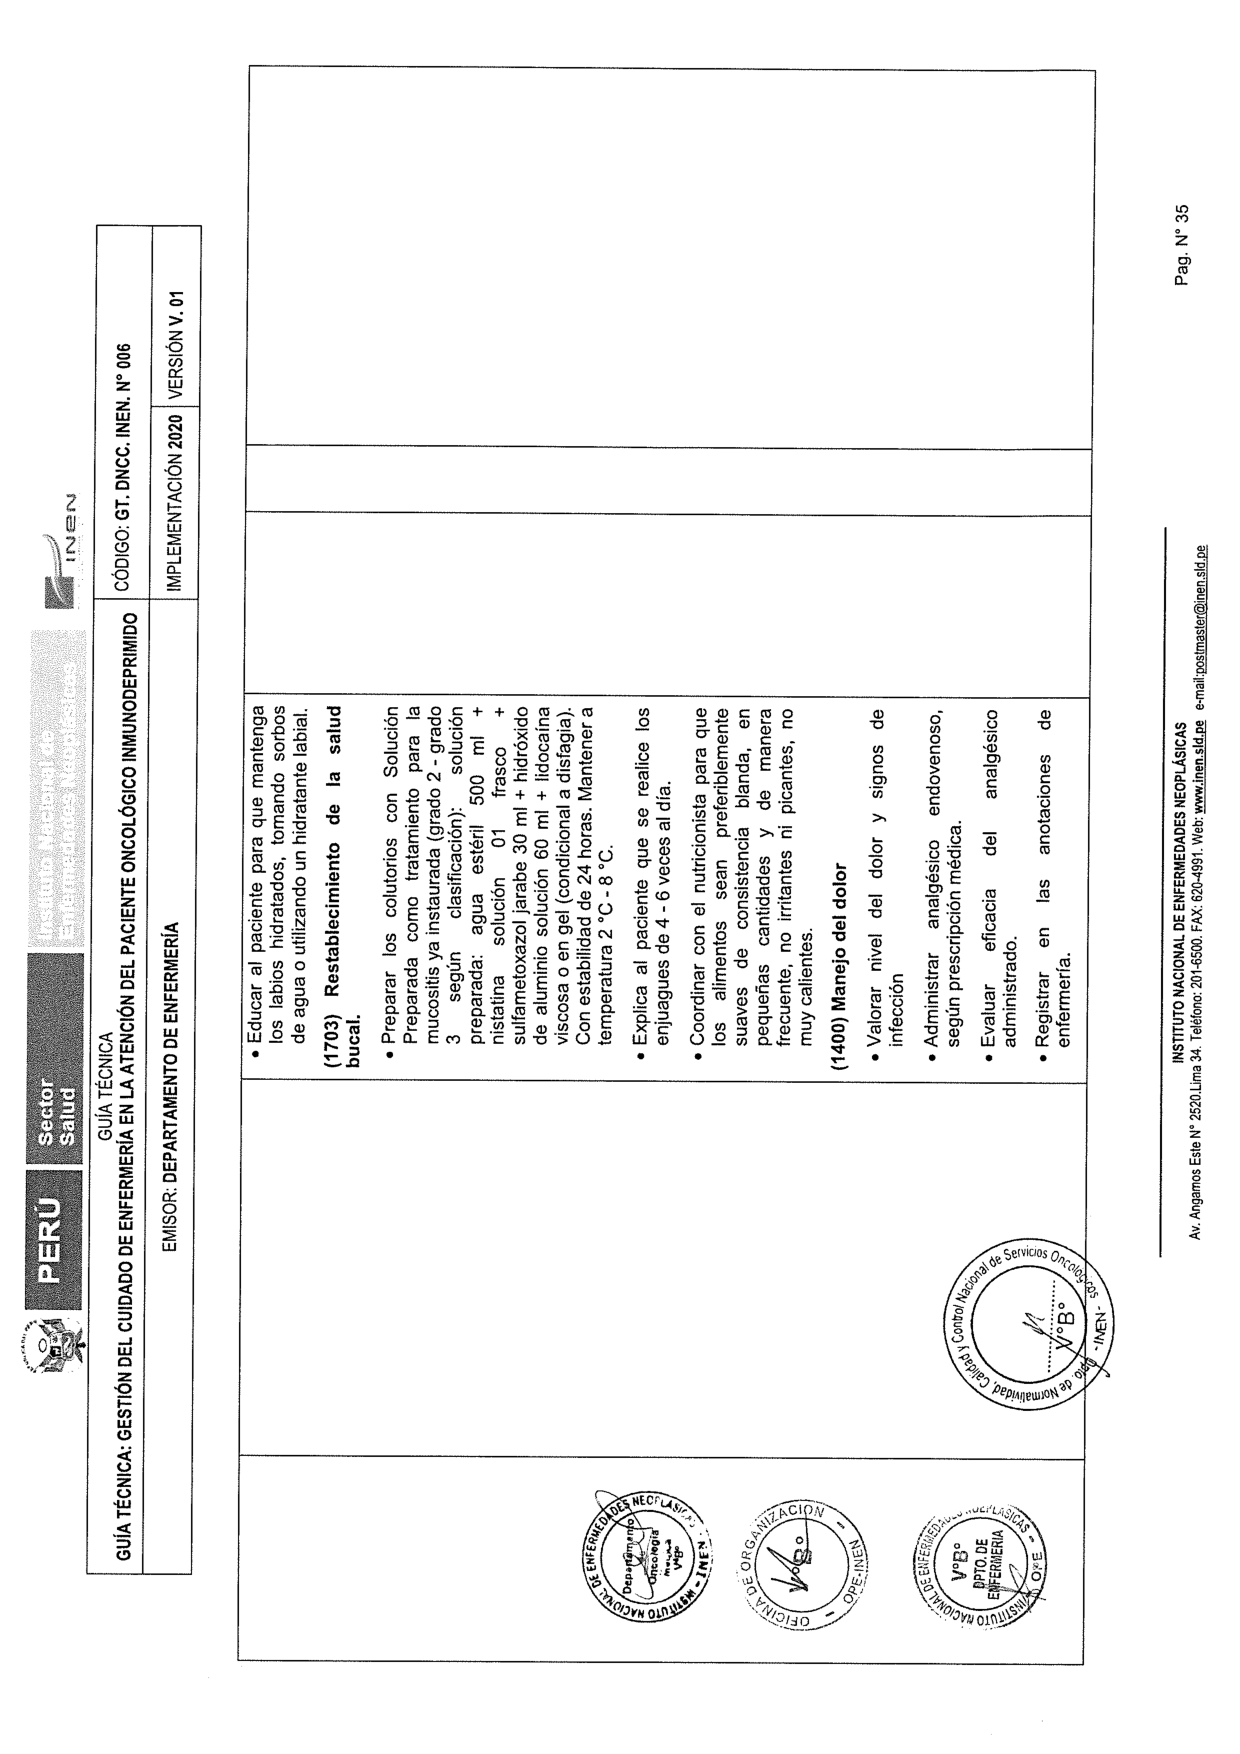 PERÚ
Sector
Salud
Instituto Nacional de
Enfermedades Neoplásicas
INEN
GUÍA TÉCNICA
GUÍA TÉCNICA: GESTIÓN DEL CUIDADO DE ENFERMERÍA EN LA ATENCIÓN DEL PACIENTE ONCOLÓGICO INMUNODEPRIMIDO
CÓDIGO: GT. DNCC. INEN. N° 006
EMISOR: DEPARTAMENTO DE ENFERMERÍA
IMPLEMENTACIÓN 2020
VERSIÓN V. 01
• Educar al paciente para que mantenga
los labios hidratados, tomando sorbos
de agua o utilizando un hidratante labial.
(1703) Restablecimiento de la salud
bucal.
• Preparar los colutorios con Solución
Preparada como tratamiento para la
mucositis ya instaurada (grado 2 - grado
3 según clasificación): solución
preparada: agua estéril 500 ml +
nistatina solución 01 frasco +
sulfametoxazol jarabe 30 ml + hidróxido
de aluminio solución 60 ml + lidocaína
viscosa o en gel (condicional a disfagia).
Con estabilidad de 24 horas. Mantener a
temperatura 2 °C - 8 °C.
• Explica al paciente que se realice los
enjuagues de 4 - 6 veces al día.
• Coordinar con el nutricionista para que
los alimentos sean preferiblemente
suaves de consistencia blanda, en
pequeñas cantidades y de manera
frecuente, no irritantes ni picantes, no
muy calientes.
(1400) Manejo del dolor
• Valorar nivel del dolor y signos de
infección
• Administrar analgésico endovenoso,
según prescripción médica.
• Evaluar eficacia del analgésico
administrado.
• Registrar en las anotaciones de
enfermería.
INSTITUTO NACIONAL DE ENFERMEDADES NEOPLÁSICAS - INEN -
Departamento
Oncología
V°B°
OFICINA DE ORGANIZACION - OPE-INEN -
V°B°
INSTITUTO NACIONAL DE ENFERMEDADES NEOPLASICAS -
V°B°
DPTO. DE
ENFERMERIA
Dpto. de Normatividad, Calidad y Control Nacional de Servicios Oncologicos
V°B°
- INEN -
INSTITUTO NACIONAL DE ENFERMEDADES NEOPLÁSICAS
Av. Angamos Este N° 2520.Lima 34. Teléfono: 201-6500. FAX: 620-4991. Web: www.inen.sld.pe e-mail:postmaster@inen.sld.pe
Pag. N° 35